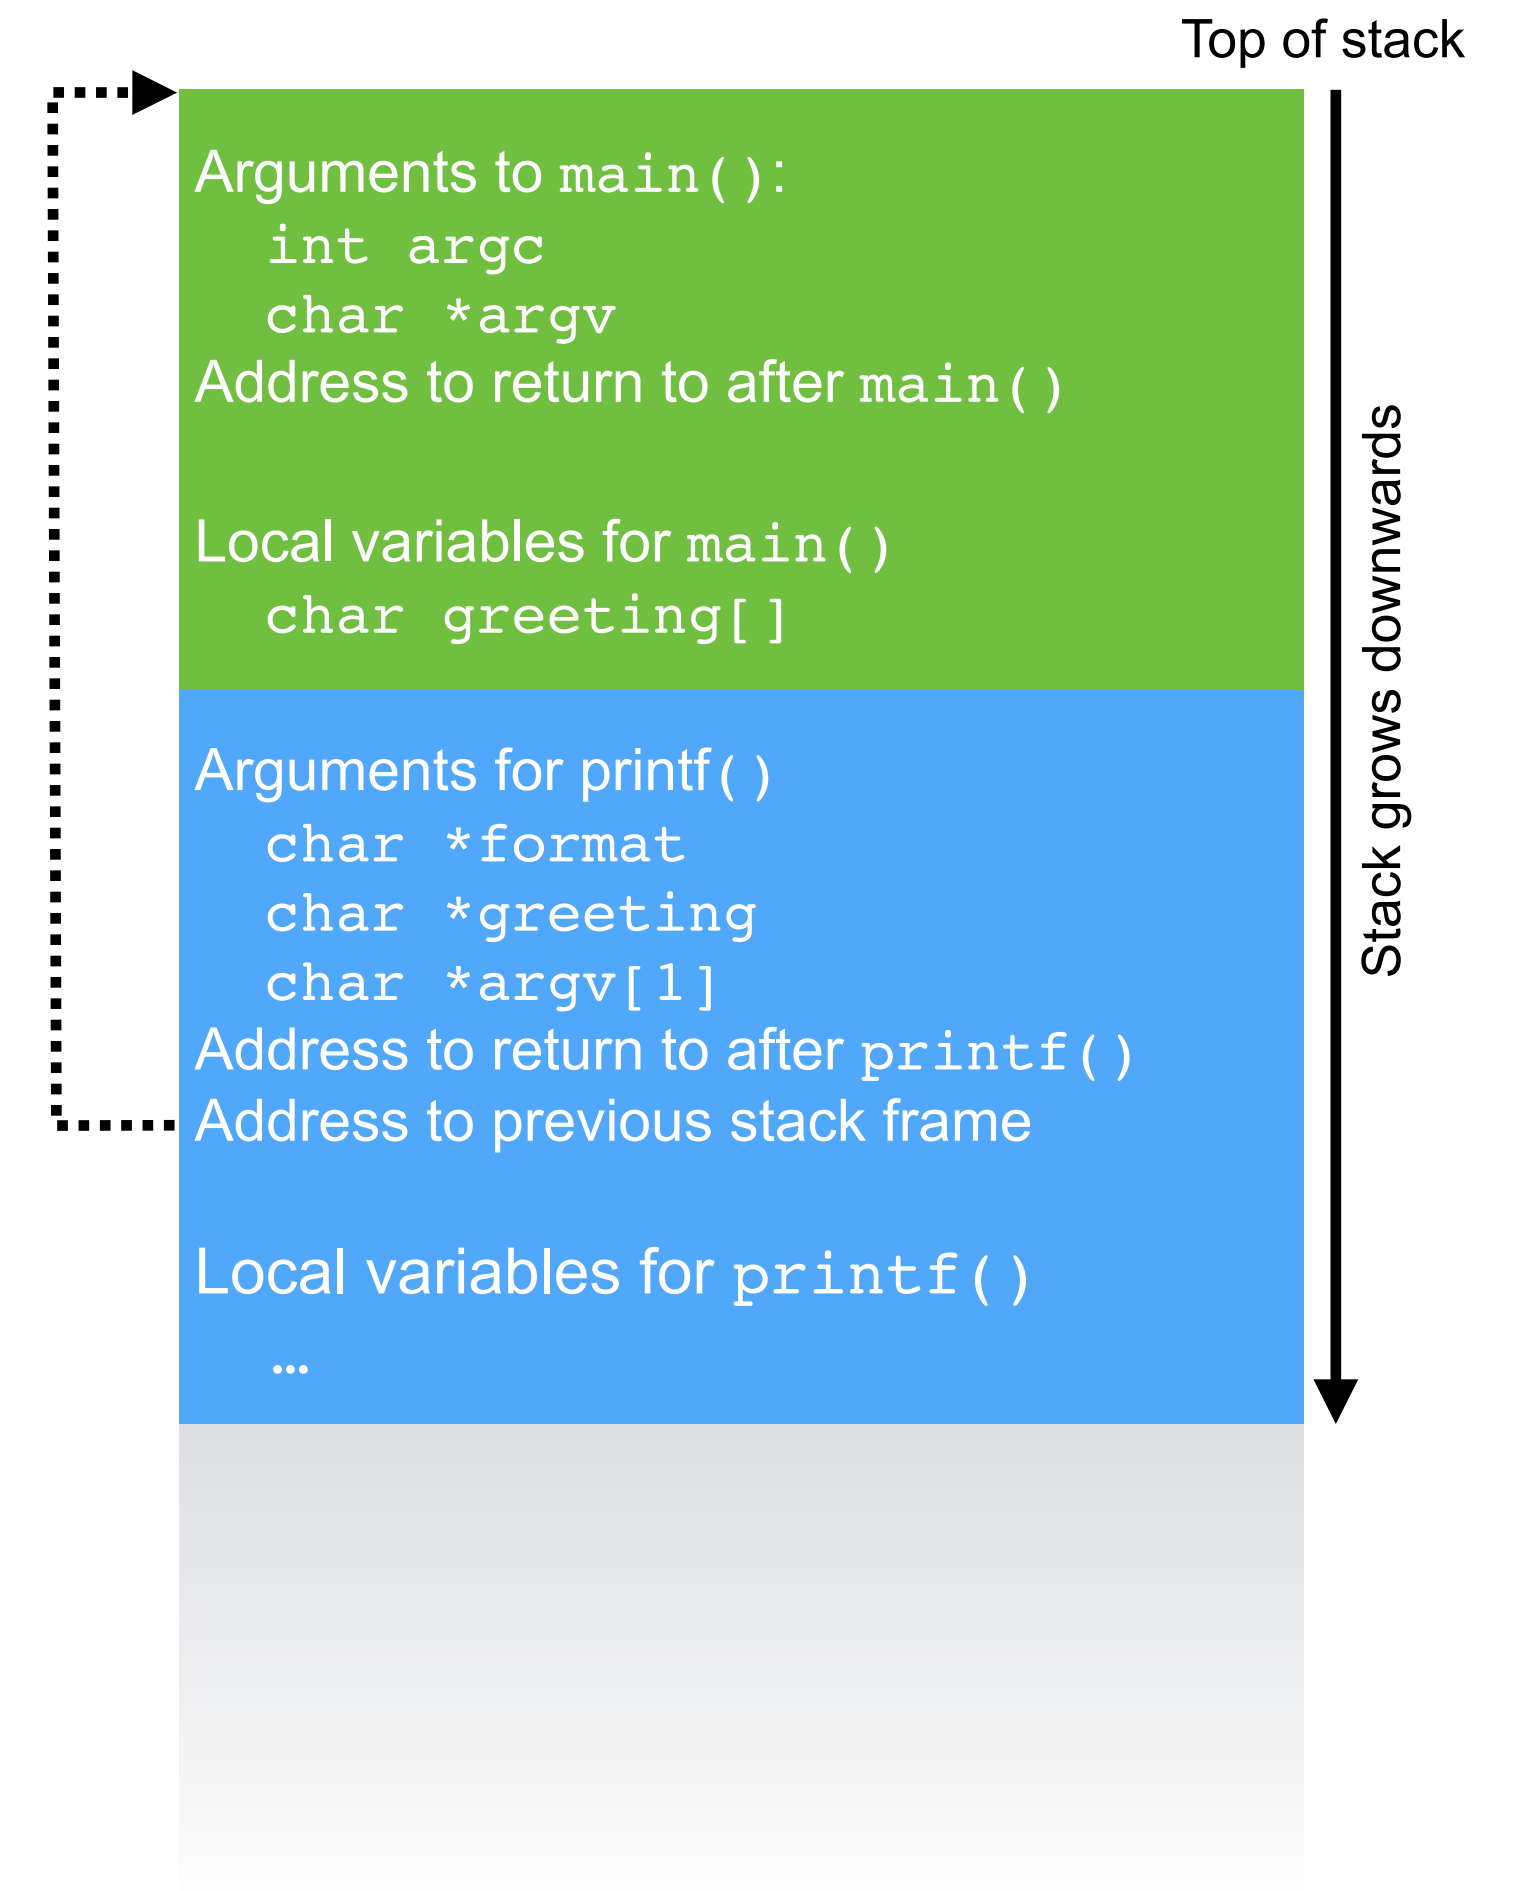 Top of stack
Arguments to main():
int argc
char *argv
Address to return to after main()
Local variables for main()
char greeting[]
Arguments for printf()
char *format
char *greeting
char *argv[1]
Address to return to after printf()
Address to previous stack frame
Local variables for printf()
…
Stack grows downwards